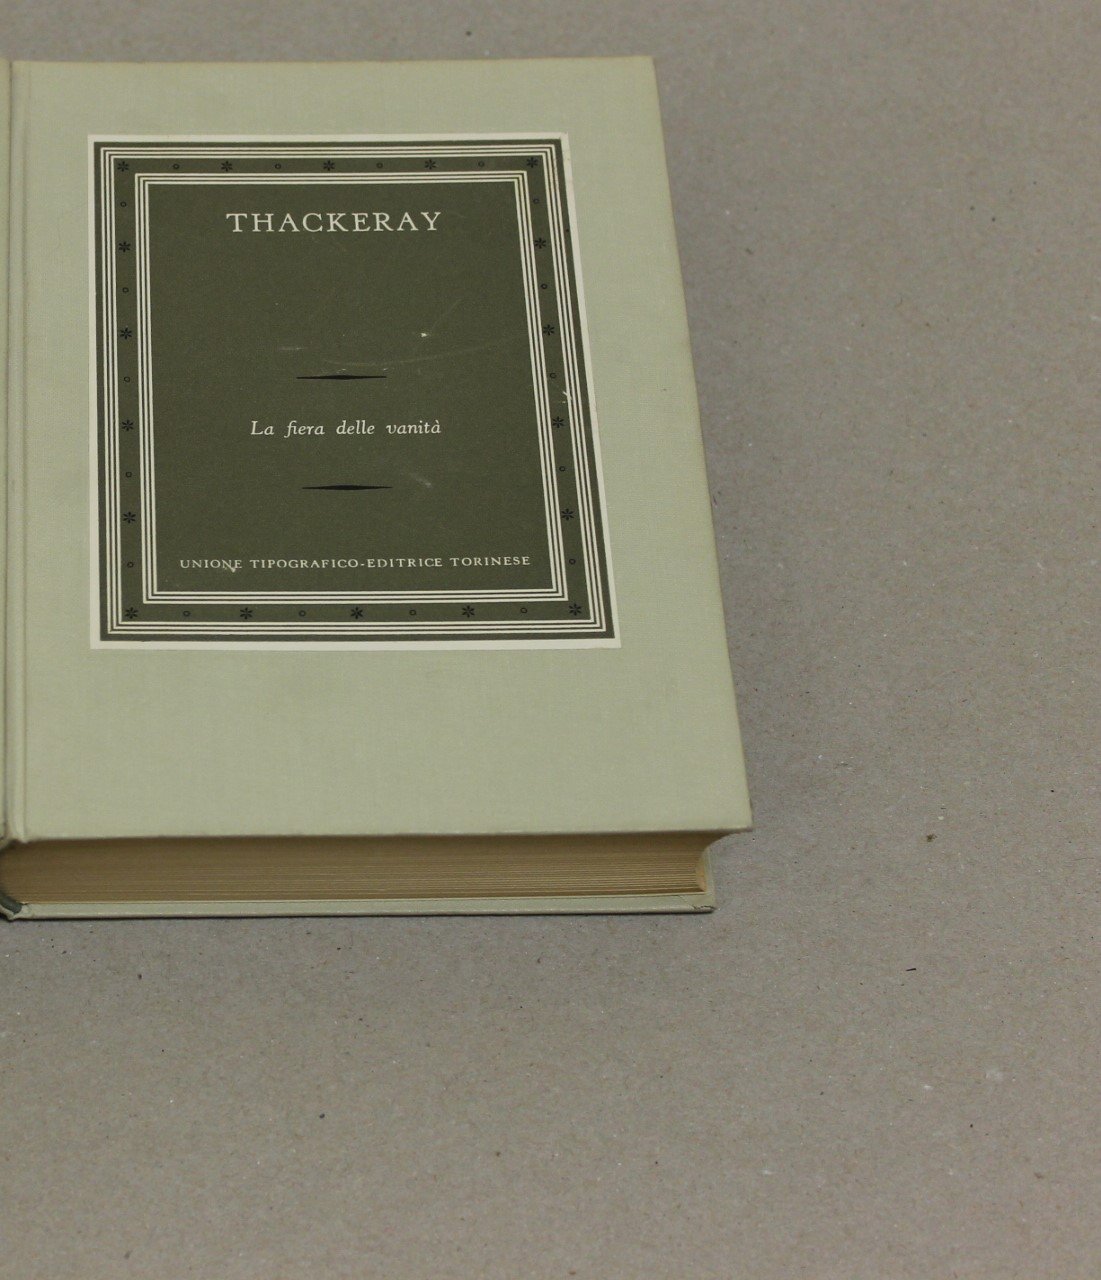 THACKERAY
La fiera delle vanità
UNIONE TIPOGRAFICO-EDITRICE TORINESE